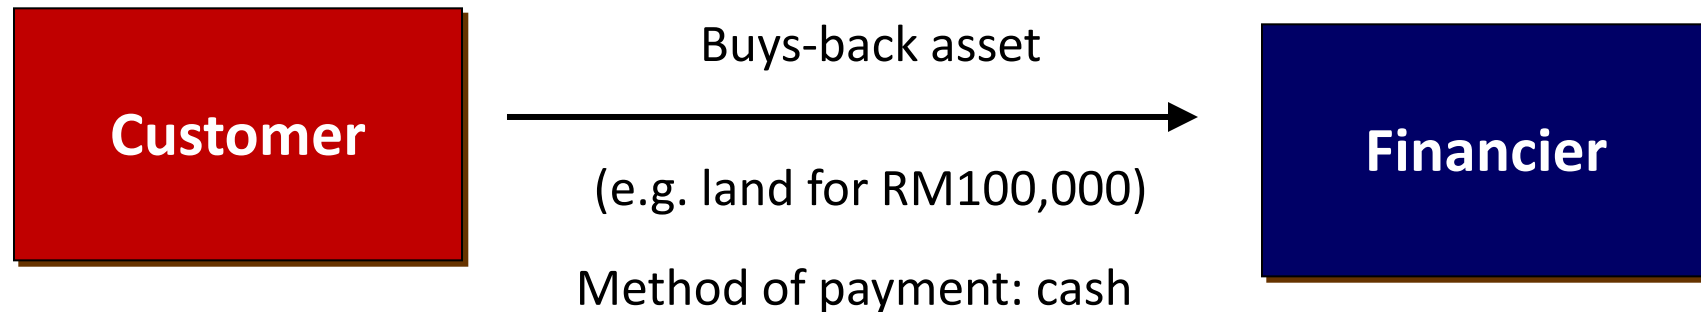 Buys-back asset
Customer
Financier
(e.g. land for RM100,000)
Method of payment: cash